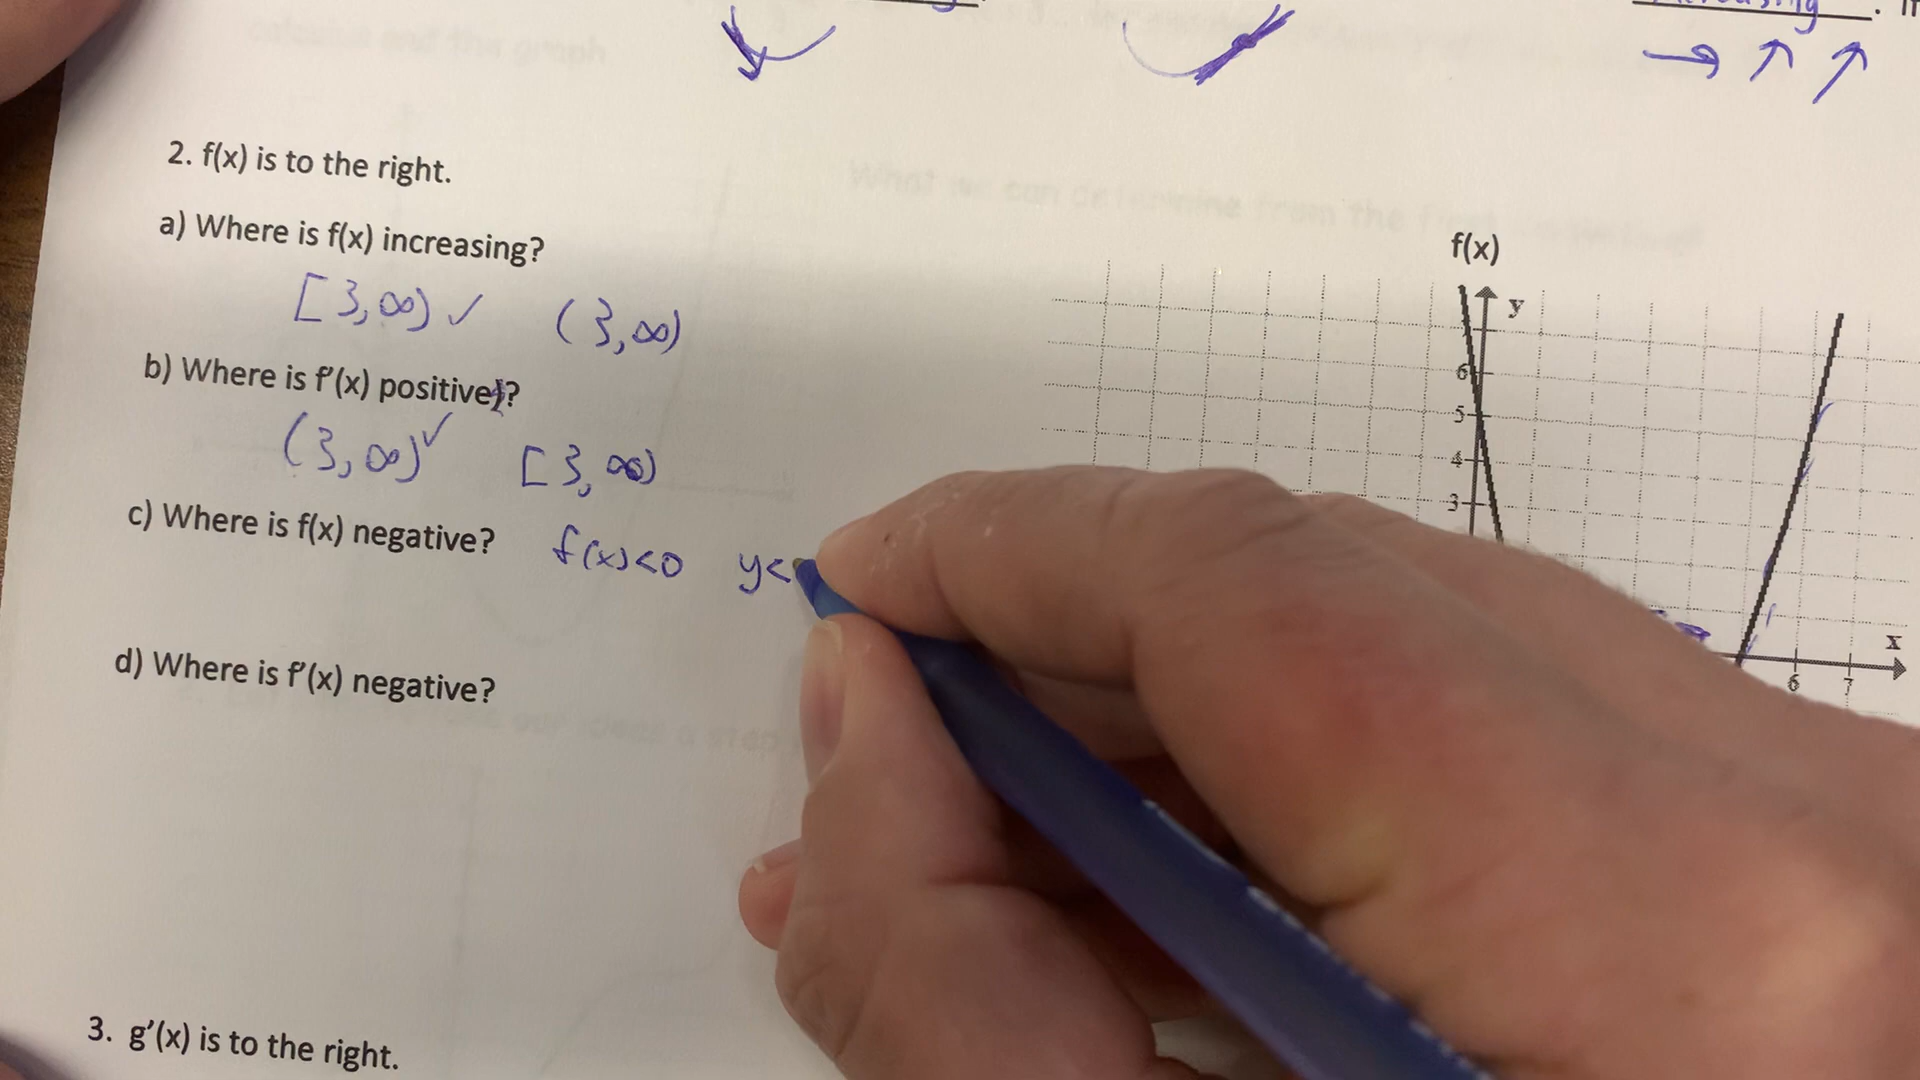 2. f(x) is to the right.
a) Where is f(x) increasing?
[3,∞) ✓ (3,∞)
b) Where is f'(x) positive?
(3,∞) ✓ [3,∞)
c) Where is f(x) negative? f(x)<0 y<
d) Where is f'(x) negative?
3. g'(x) is to the right.
f(x)
y
6
5
4
3
x
6 7